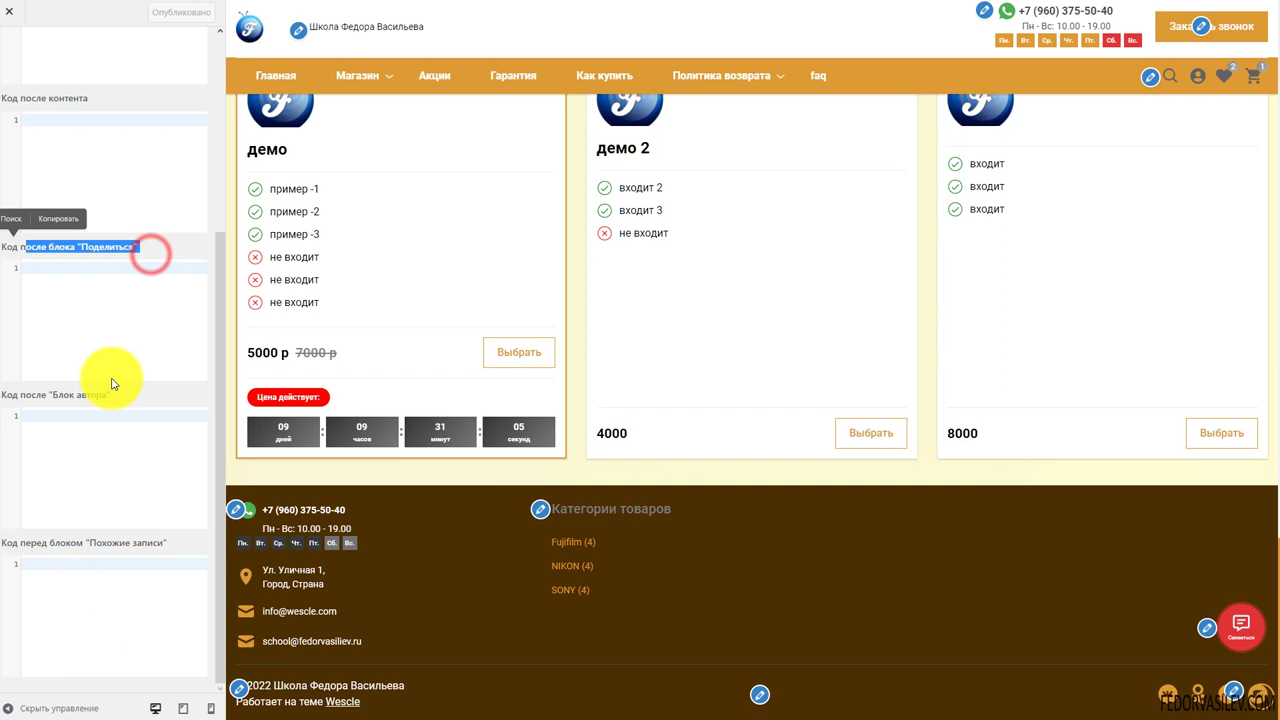 Опубликовано
Код после контента
1
Поиск
Копировать
Код после блока "Поделиться"
1
Код после "Блок автора"
1
Код перед блоком "Похожие записи"
1
Скрыть управление
Школа Федора Васильева
+7 (960) 375-50-40
Пн - Вс: 10.00 - 19.00
Пн. Вт. Ср. Чт. Пт. Сб. Вс.
звонок
Главная
Магазин
Акции
Гарантия
Как купить
Политика возврата
faq
2
1
демо
пример -1
пример -2
пример -3
не входит
не входит
не входит
5000 р 7000 р
Выбрать
Цена действует:
09 : 09 : 31 : 05
дней часов минут секунд
демо 2
входит 2
входит 3
не входит
4000
Выбрать
входит
входит
входит
8000
Выбрать
+7 (960) 375-50-40
Пн - Вс: 10.00 - 19.00
Пн. Вт. Ср. Чт. Пт. Сб. Вс.
Ул. Уличная 1,
Город, Страна
info@wescle.com
school@fedorvasiliev.ru
Категории товаров
Fujifilm (4)
NIKON (4)
SONY (4)
Связаться
2022 Школа Федора Васильева
Работает на теме Wescle
FEDORVASILEV.COM